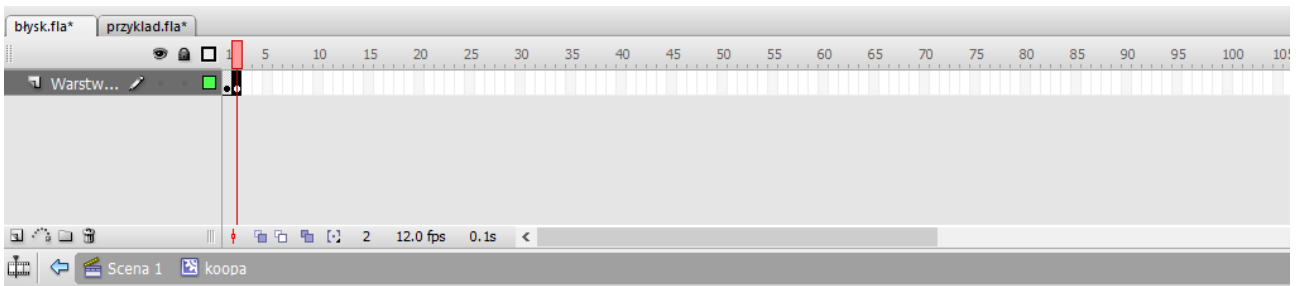 błysk.fla* przyklad.fla*
1 5 10 15 20 25 30 35 40 45 50 55 60 65 70 75 80 85 90 95 100 105
Warstw...
2 12.0 fps 0.1s
Scena 1 koopa